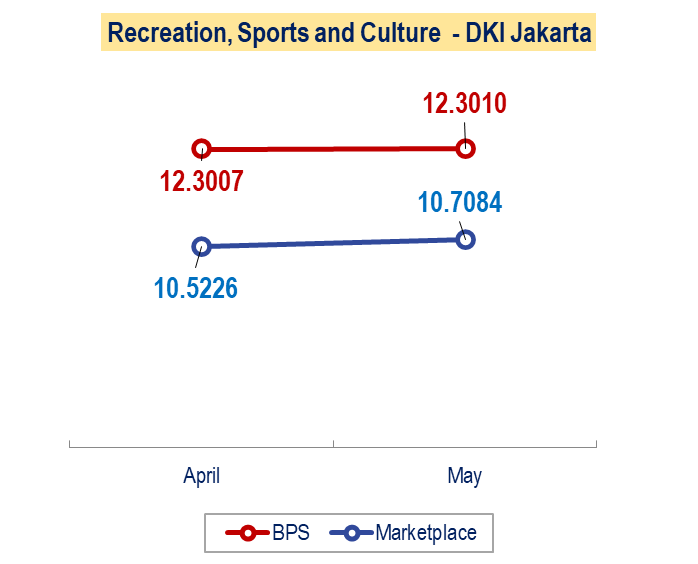 Recreation, Sports and Culture - DKI Jakarta
12.3010
12.3007
10.7084
10.5226
April May
BPS Marketplace